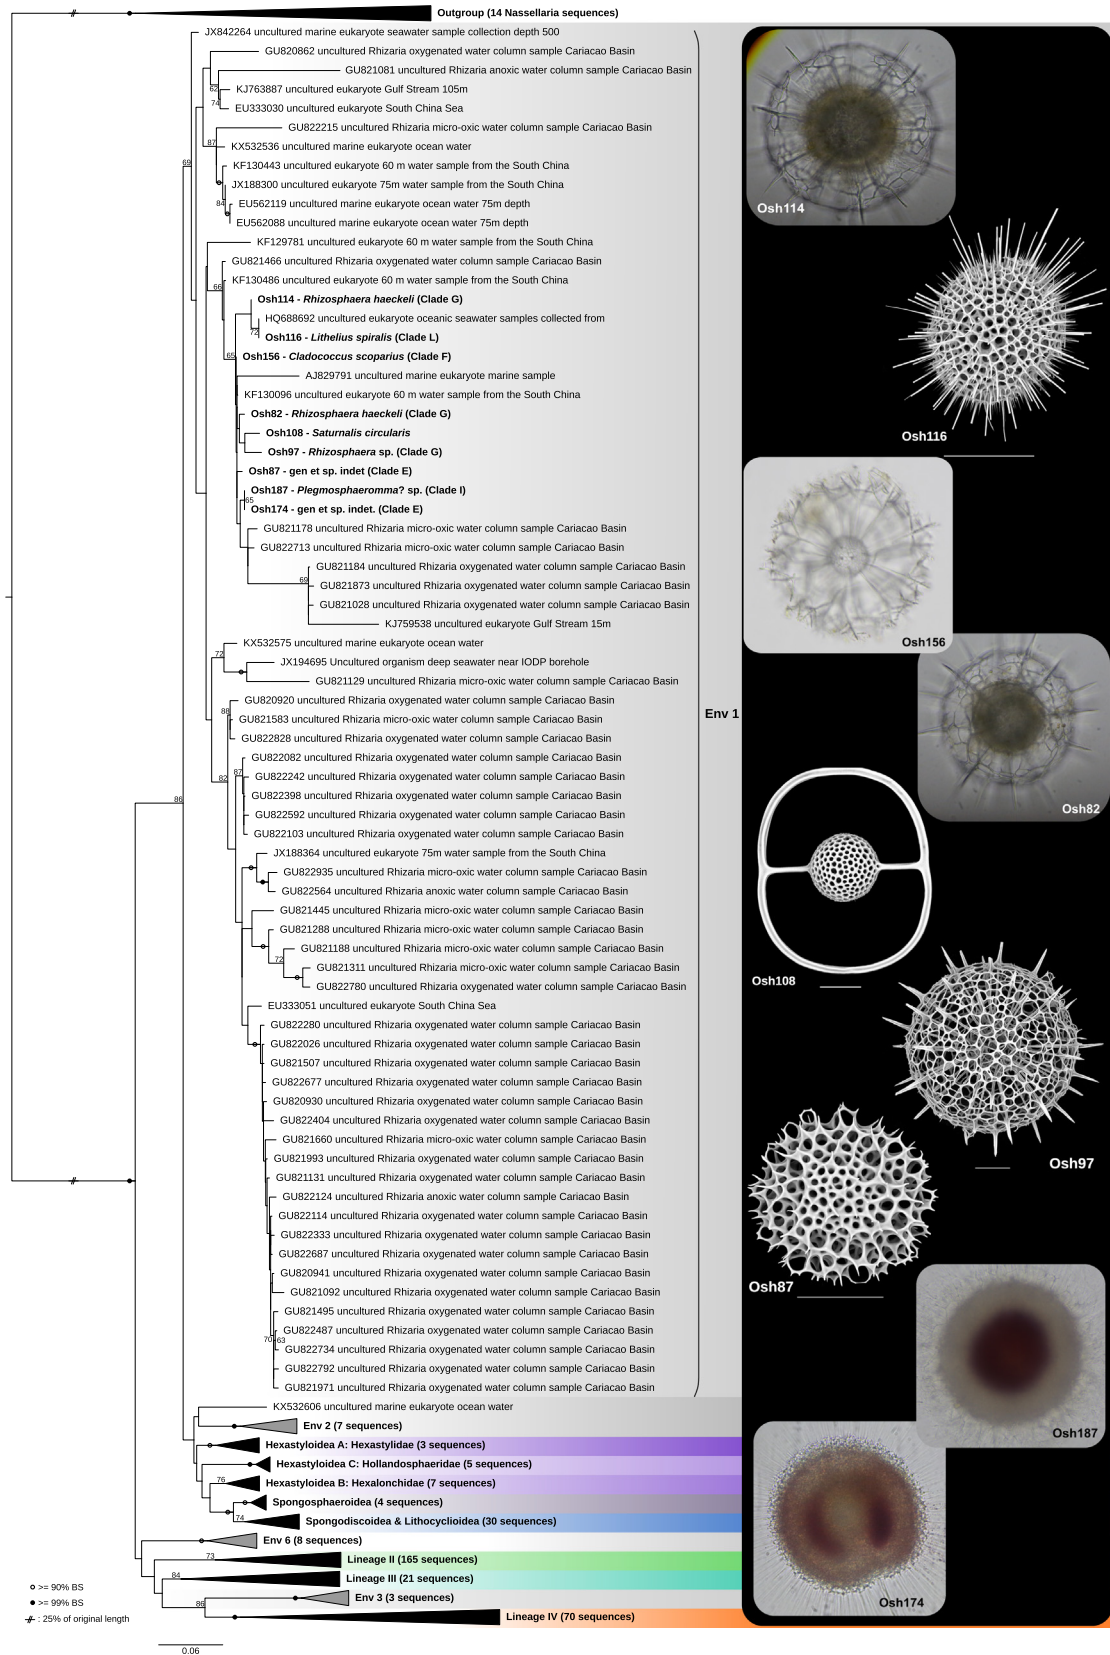 Outgroup (14 Nassellaria sequences)
JX842264 uncultured marine eukaryote seawater sample collection depth 500
GU820862 uncultured Rhizaria oxygenated water column sample Cariacao Basin
GU821081 uncultured Rhizaria anoxic water column sample Cariacao Basin
62
KJ763887 uncultured eukaryote Gulf Stream 105m
74
EU333030 uncultured eukaryote South China Sea
GU822215 uncultured Rhizaria micro-oxic water column sample Cariacao Basin
87
KX532536 uncultured marine eukaryote ocean water
69
KF130443 uncultured eukaryote 60 m water sample from the South China
JX188300 uncultured eukaryote 75m water sample from the South China
84
EU562119 uncultured marine eukaryote ocean water 75m depth
EU562088 uncultured marine eukaryote ocean water 75m depth
KF129781 uncultured eukaryote 60 m water sample from the South China
GU821466 uncultured Rhizaria oxygenated water column sample Cariacao Basin
66
KF130486 uncultured eukaryote 60 m water sample from the South China
Osh114 - Rhizosphaera haeckeli (Clade G)
HQ688692 uncultured eukaryote oceanic seawater samples collected from
72
Osh116 - Lithelius spiralis (Clade L)
65
Osh156 - Cladococcus scoparius (Clade F)
AJ829791 uncultured marine eukaryote marine sample
KF130096 uncultured eukaryote 60 m water sample from the South China
Osh82 - Rhizosphaera haeckeli (Clade G)
Osh108 - Saturnalis circularis
Osh97 - Rhizosphaera sp. (Clade G)
Osh87 - gen et sp. indet (Clade E)
Osh187 - Plegmosphaeromma? sp. (Clade I)
65
Osh174 - gen et sp. indet. (Clade E)
GU821178 uncultured Rhizaria micro-oxic water column sample Cariacao Basin
GU822713 uncultured Rhizaria micro-oxic water column sample Cariacao Basin
GU821184 uncultured Rhizaria oxygenated water column sample Cariacao Basin
69
GU821873 uncultured Rhizaria oxygenated water column sample Cariacao Basin
GU821028 uncultured Rhizaria oxygenated water column sample Cariacao Basin
KJ759538 uncultured eukaryote Gulf Stream 15m
KX532575 uncultured marine eukaryote ocean water
72
JX194695 Uncultured organism deep seawater near IODP borehole
GU821129 uncultured Rhizaria micro-oxic water column sample Cariacao Basin
GU820920 uncultured Rhizaria oxygenated water column sample Cariacao Basin
88
GU821583 uncultured Rhizaria micro-oxic water column sample Cariacao Basin
Env 1
GU822828 uncultured Rhizaria oxygenated water column sample Cariacao Basin
GU822082 uncultured Rhizaria oxygenated water column sample Cariacao Basin
82
87
GU822242 uncultured Rhizaria oxygenated water column sample Cariacao Basin
86
GU822398 uncultured Rhizaria oxygenated water column sample Cariacao Basin
GU822592 uncultured Rhizaria oxygenated water column sample Cariacao Basin
GU822103 uncultured Rhizaria oxygenated water column sample Cariacao Basin
JX188364 uncultured eukaryote 75m water sample from the South China
GU822935 uncultured Rhizaria micro-oxic water column sample Cariacao Basin
GU822564 uncultured Rhizaria anoxic water column sample Cariacao Basin
GU821445 uncultured Rhizaria micro-oxic water column sample Cariacao Basin
GU821288 uncultured Rhizaria micro-oxic water column sample Cariacao Basin
GU821188 uncultured Rhizaria micro-oxic water column sample Cariacao Basin
72
GU821311 uncultured Rhizaria micro-oxic water column sample Cariacao Basin
GU822780 uncultured Rhizaria micro-oxic water column sample Cariacao Basin
EU333051 uncultured eukaryote South China Sea
GU822280 uncultured Rhizaria oxygenated water column sample Cariacao Basin
GU822026 uncultured Rhizaria oxygenated water column sample Cariacao Basin
GU821507 uncultured Rhizaria oxygenated water column sample Cariacao Basin
GU822677 uncultured Rhizaria oxygenated water column sample Cariacao Basin
GU820930 uncultured Rhizaria oxygenated water column sample Cariacao Basin
GU822404 uncultured Rhizaria oxygenated water column sample Cariacao Basin
GU821660 uncultured Rhizaria micro-oxic water column sample Cariacao Basin
GU821993 uncultured Rhizaria oxygenated water column sample Cariacao Basin
GU821131 uncultured Rhizaria oxygenated water column sample Cariacao Basin
GU822124 uncultured Rhizaria anoxic water column sample Cariacao Basin
GU822114 uncultured Rhizaria oxygenated water column sample Cariacao Basin
GU822333 uncultured Rhizaria oxygenated water column sample Cariacao Basin
GU822687 uncultured Rhizaria oxygenated water column sample Cariacao Basin
GU820941 uncultured Rhizaria oxygenated water column sample Cariacao Basin
GU821092 uncultured Rhizaria oxygenated water column sample Cariacao Basin
GU821495 uncultured Rhizaria oxygenated water column sample Cariacao Basin
GU822487 uncultured Rhizaria oxygenated water column sample Cariacao Basin
70
63
GU822734 uncultured Rhizaria oxygenated water column sample Cariacao Basin
GU822792 uncultured Rhizaria oxygenated water column sample Cariacao Basin
GU821971 uncultured Rhizaria oxygenated water column sample Cariacao Basin
KX532606 uncultured marine eukaryote ocean water
Env 2 (7 sequences)
Hexastyloidea A: Hexastylidae (3 sequences)
Hexastyloidea C: Hollandosphaeridae (5 sequences)
76
Hexastyloidea B: Hexalonchidae (7 sequences)
Spongosphaeroidea (4 sequences)
74
Spongodiscoidea & Lithocyclioidea (30 sequences)
Env 6 (8 sequences)
73
Lineage II (165 sequences)
84
Lineage III (21 sequences)
86
Env 3 (3 sequences)
Lineage IV (70 sequences)
>= 90% BS
>= 99% BS
: 25% of original length
0.06
Osh114
Osh116
Osh156
Osh82
Osh108
Osh97
Osh87
Osh187
Osh174